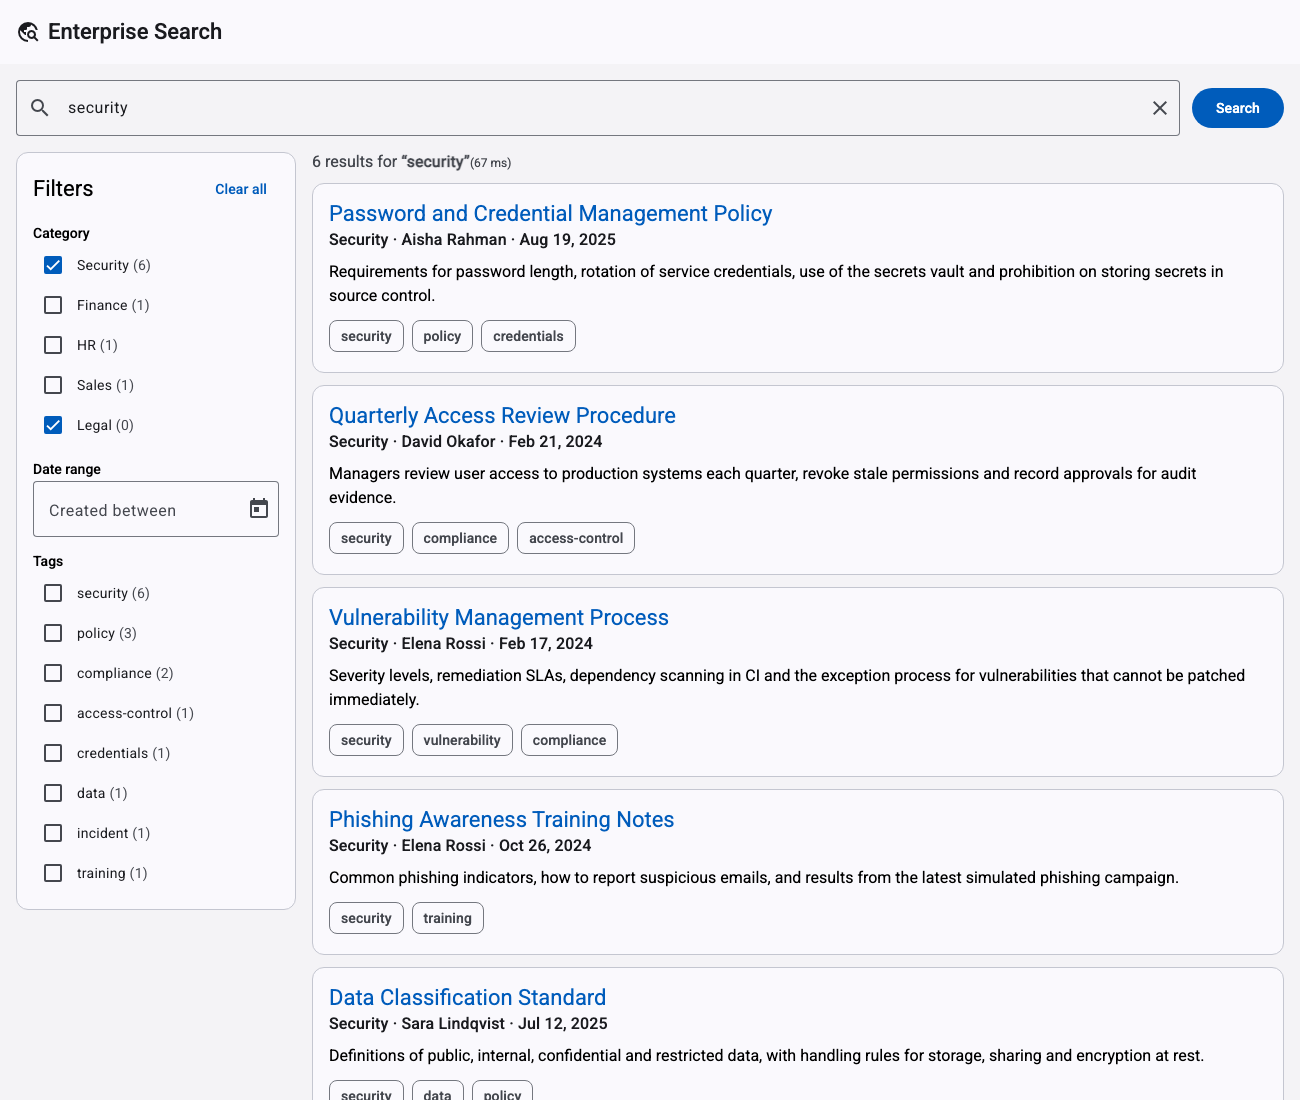 Enterprise Search
security
Search
Filters
Clear all
Category
Security (6)
Finance (1)
HR (1)
Sales (1)
Legal (0)
Date range
Created between
Tags
security (6)
policy (3)
compliance (2)
access-control (1)
credentials (1)
data (1)
incident (1)
training (1)
6 results for “security”(67 ms)
Password and Credential Management Policy
Security · Aisha Rahman · Aug 19, 2025
Requirements for password length, rotation of service credentials, use of the secrets vault and prohibition on storing secrets in
source control.
security policy credentials
Quarterly Access Review Procedure
Security · David Okafor · Feb 21, 2024
Managers review user access to production systems each quarter, revoke stale permissions and record approvals for audit
evidence.
security compliance access-control
Vulnerability Management Process
Security · Elena Rossi · Feb 17, 2024
Severity levels, remediation SLAs, dependency scanning in CI and the exception process for vulnerabilities that cannot be patched
immediately.
security vulnerability compliance
Phishing Awareness Training Notes
Security · Elena Rossi · Oct 26, 2024
Common phishing indicators, how to report suspicious emails, and results from the latest simulated phishing campaign.
security training
Data Classification Standard
Security · Sara Lindqvist · Jul 12, 2025
Definitions of public, internal, confidential and restricted data, with handling rules for storage, sharing and encryption at rest.
security data policy